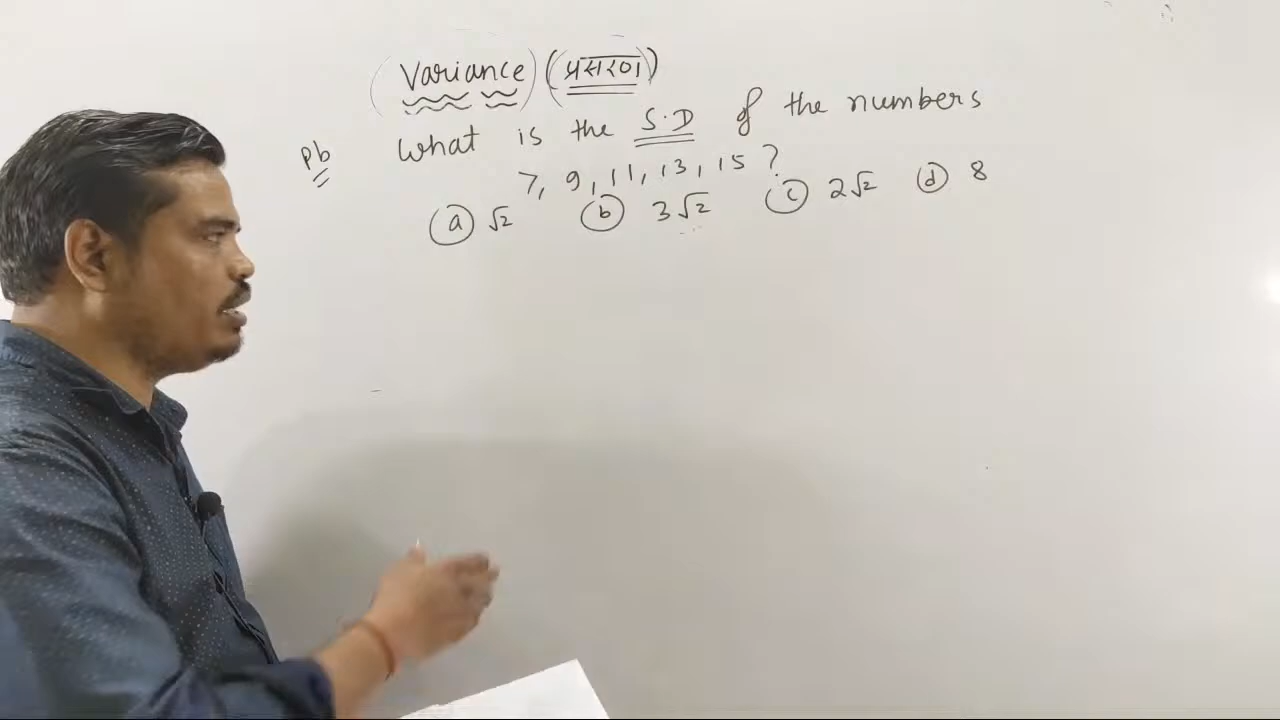 (Variance) (प्रसरण)
Pb What is the S.D of the numbers
7, 9, 11, 13, 15 ?
(a) √2 (b) 3√2 (c) 2√2 (d) 8